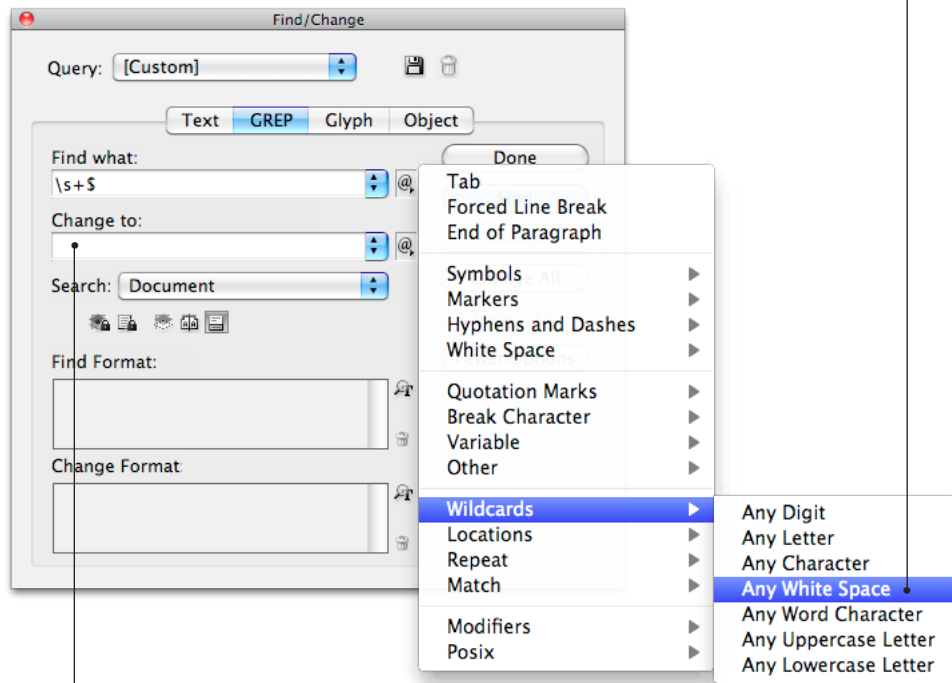 Find/Change
Query: [Custom]
Text GREP Glyph Object
Find what:
Done
\s+$
@
Change to:
@
Search: Document
Find Format:
Change Format:
Tab
Forced Line Break
End of Paragraph
Symbols
Markers
Hyphens and Dashes
White Space
Quotation Marks
Break Character
Variable
Other
Wildcards
Locations
Repeat
Match
Modifiers
Posix
Any Digit
Any Letter
Any Character
Any White Space
Any Word Character
Any Uppercase Letter
Any Lowercase Letter